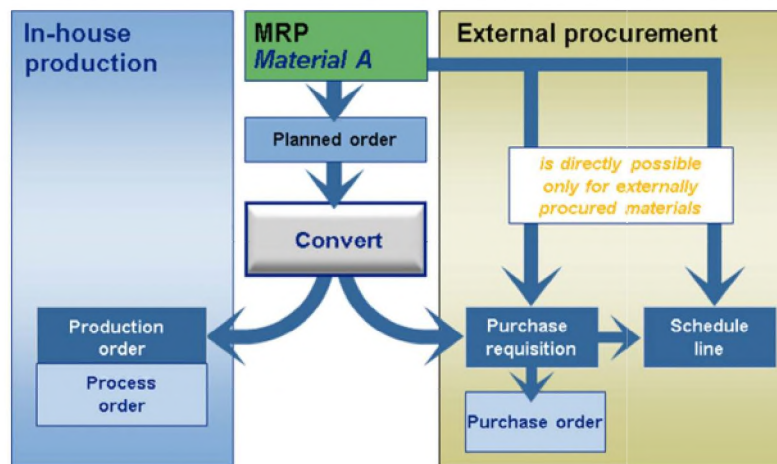 In-house
production
MRP
Material A
External procurement
Planned order
is directly possible
only for externally
procured materials
Convert
Production
order
Process
order
Purchase
requisition
Schedule
line
Purchase order